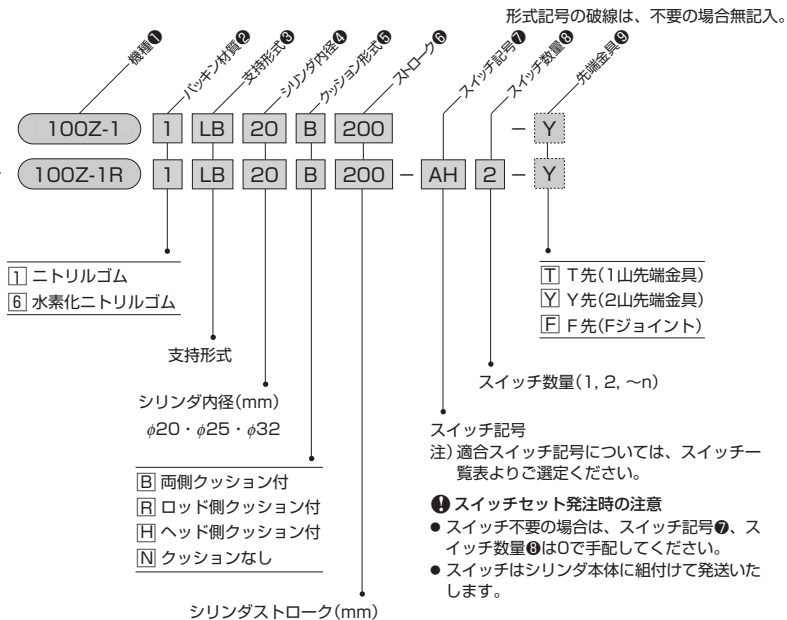 形式記号の破線は、不要の場合無記入。
機種❶
パッキン材質❷
支持形式❸
シリンダ内径❹
クッション形式❺
ストローク❻
スイッチ記号❼
スイッチ数量❽
先端金具❾
100Z-1 1 LB 20 B 200 − Y
100Z-1R 1 LB 20 B 200 − AH 2 − Y
1 ニトリルゴム
6 水素化ニトリルゴム
T T先(1山先端金具)
Y Y先(2山先端金具)
F F先(Fジョイント)
支持形式
スイッチ数量(1, 2, ～n)
シリンダ内径(mm)
φ20・φ25・φ32
スイッチ記号
注) 適合スイッチ記号については、スイッチ一
覧表よりご選定ください。
B 両側クッション付
R ロッド側クッション付
H ヘッド側クッション付
N クッションなし
! スイッチセット発注時の注意
● スイッチ不要の場合は、スイッチ記号❼、ス
イッチ数量❽は0で手配してください。
● スイッチはシリンダ本体に組付けて発送いた
します。
シリンダストローク(mm)